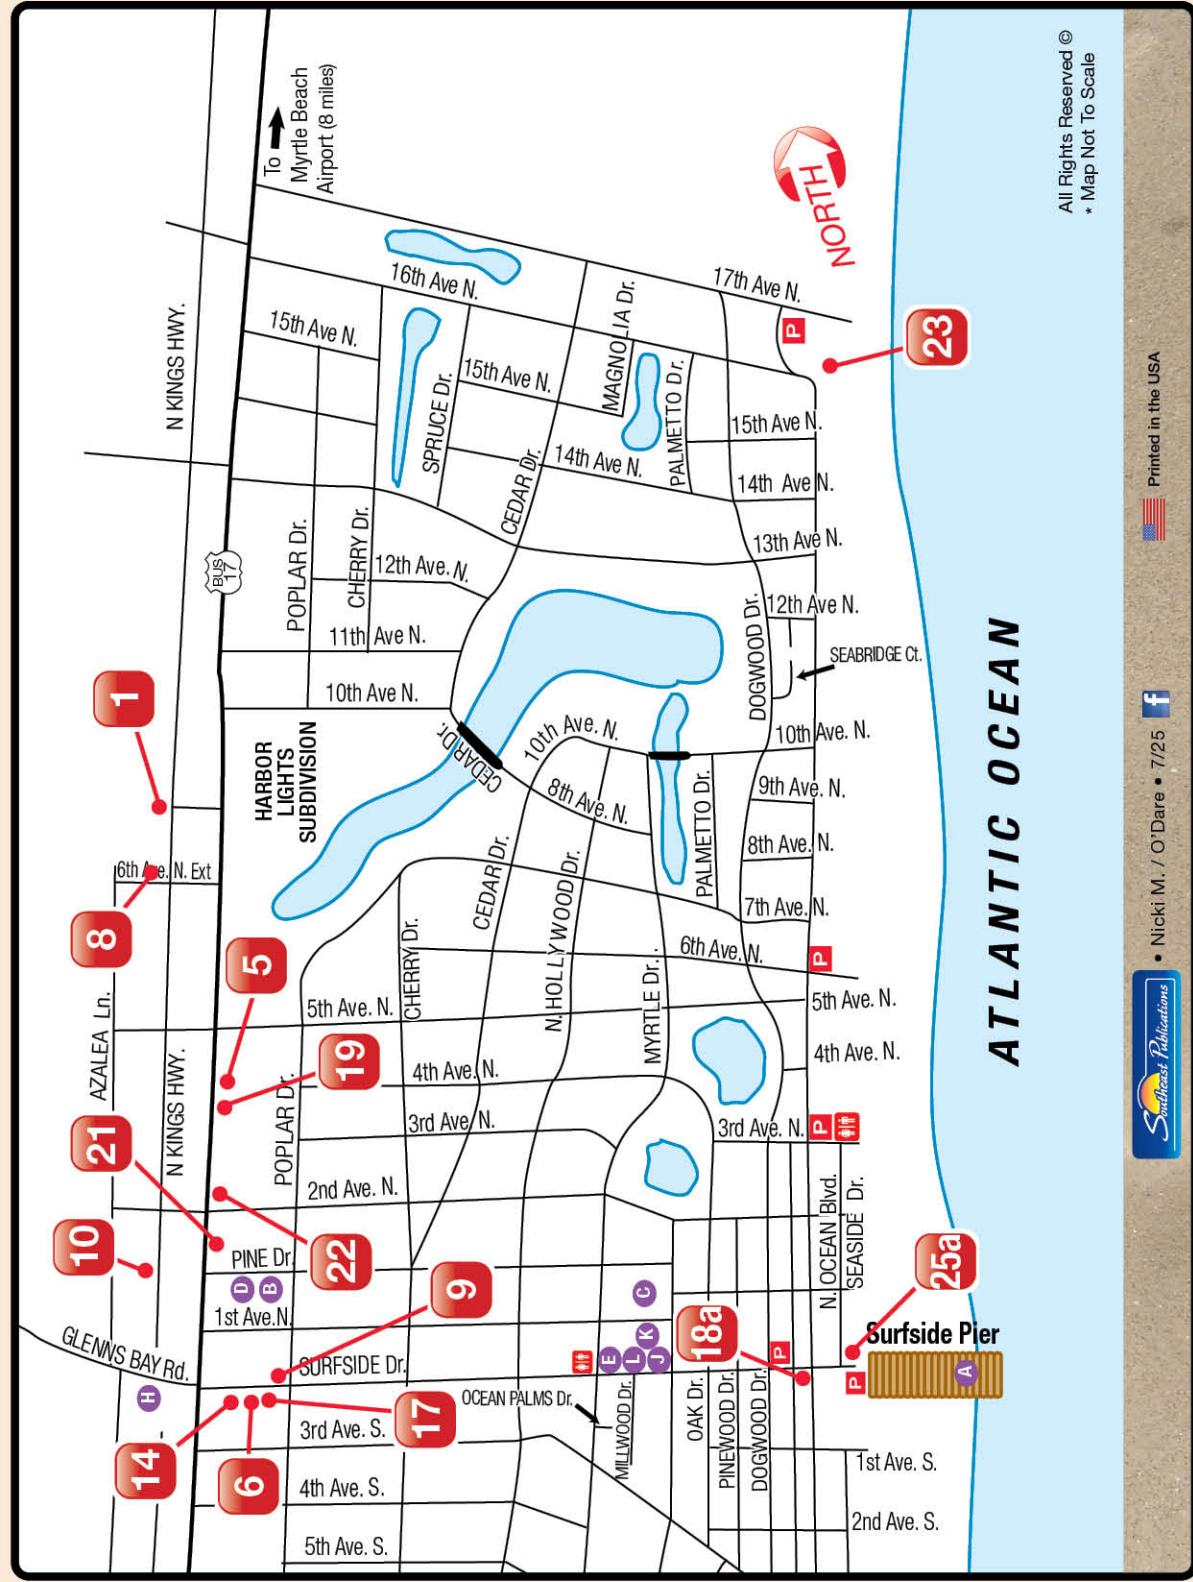 To
Myrtle Beach
Airport (8 miles)
N KINGS HWY.
15th Ave N.
16th Ave N.
17th Ave N.
NORTH
P
23
SPRUCE Dr.
15th Ave N.
MAGNOLIA Dr.
PALMETTO Dr.
15th Ave N.
14th Ave N.
14th Ave N.
CEDAR Dr.
13th Ave N.
BUS
17
POPLAR Dr.
CHERRY Dr.
12th Ave. N.
11th Ave N.
10th Ave N.
12th Ave N.
DOGWOOD Dr.
SEABRIDGE Ct.
1
HARBOR
LIGHTS
SUBDIVISION
CEDAR Dr.
CEDAR Dr.
10th Ave. N.
10th Ave. N.
8th Ave. N.
PALMETTO Dr.
9th Ave. N.
8th Ave. N.
7th Ave. N.
6th Ave. N. Ext
8
5
CEDAR Dr.
N. HOLLYWOOD Dr.
CHERRY Dr.
MYRTLE Dr.
6th Ave. N.
P
5th Ave. N.
5th Ave. N.
AZALEA Ln.
N KINGS HWY.
19
4th Ave. N.
4th Ave. N.
POPLAR Dr.
3rd Ave. N.
3rd Ave. N.
P
21
2nd Ave. N.
10
22
PINE Dr.
D
B
1st Ave. N.
9
C
N. OCEAN Blvd.
SEASIDE Dr.
25a
GLENNS BAY Rd.
H
SURFSIDE Dr.
E
L
K
J
18a
P
P
Surfside Pier
A
14
6
17
OCEAN PALMS Dr.
MILLWOOD Dr.
OAK Dr.
PINEWOOD Dr.
DOGWOOD Dr.
3rd Ave. S.
4th Ave. S.
5th Ave. S.
1st Ave. S.
2nd Ave. S.
ATLANTIC OCEAN
All Rights Reserved ©
* Map Not To Scale
Southeast Publications
• Nicki M. / O'Dare • 7/25
f
Printed in the USA